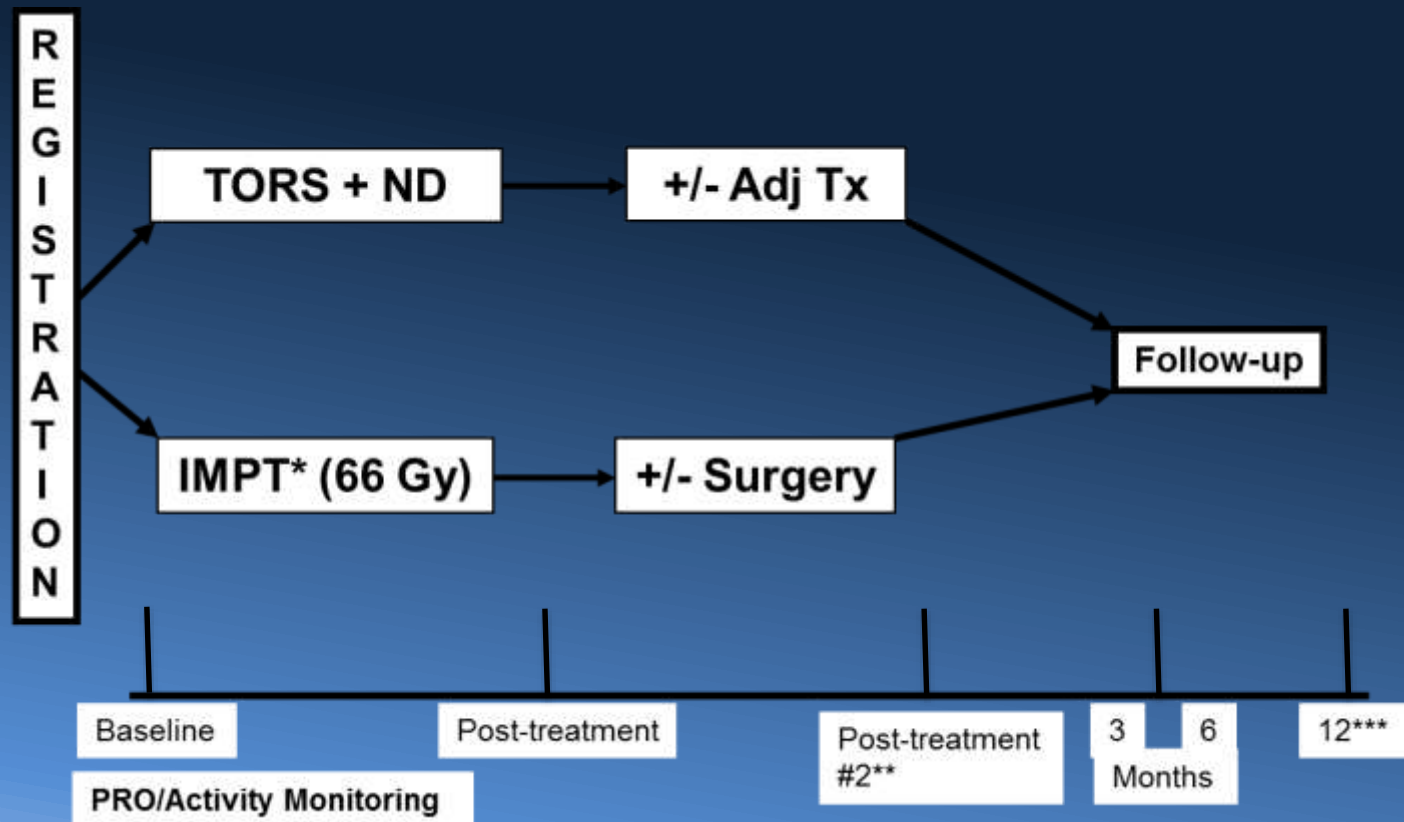 REGISTRATION
TORS + ND
+/- Adj Tx
Follow-up
IMPT* (66 Gy)
+/- Surgery
Baseline
Post-treatment
Post-treatment
#2**
3
6
Months
12***
PRO/Activity Monitoring